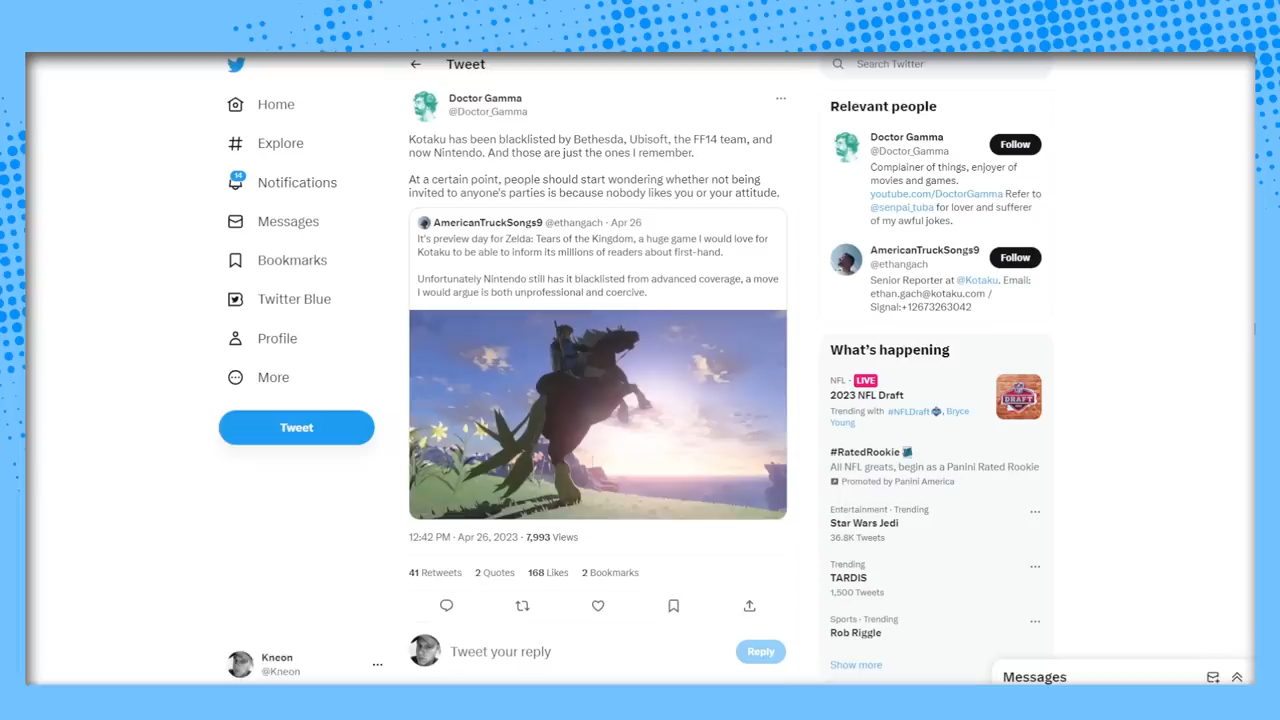 Home
Explore
14
Notifications
Messages
Bookmarks
Twitter Blue
Profile
More
Tweet
Kneon
@Kneon
Tweet
Doctor Gamma
@Doctor_Gamma
Kotaku has been blacklisted by Bethesda, Ubisoft, the FF14 team, and
now Nintendo. And those are just the ones I remember.
At a certain point, people should start wondering whether not being
invited to anyone's parties is because nobody likes you or your attitude.
AmericanTruckSongs9 @ethangach · Apr 26
It's preview day for Zelda: Tears of the Kingdom, a huge game I would love for
Kotaku to be able to inform its millions of readers about first-hand.
Unfortunately Nintendo still has it blacklisted from advanced coverage, a move
I would argue is both unprofessional and coercive.
12:42 PM · Apr 26, 2023 · 7,993 Views
41 Retweets 2 Quotes 168 Likes 2 Bookmarks
Tweet your reply
Reply
Search Twitter
Relevant people
Doctor Gamma
@Doctor_Gamma
Follow
Complainer of things, enjoyer of
movies and games.
youtube.com/DoctorGamma Refer to
@senpai_tuba for lover and sufferer
of my awful jokes.
AmericanTruckSongs9
@ethangach
Follow
Senior Reporter at @Kotaku. Email:
ethan.gach@kotaku.com /
Signal:+12673263042
What's happening
NFL · LIVE
2023 NFL Draft
Trending with #NFLDraft, Bryce
Young
DRAFT
#RatedRookie
All NFL greats, begin as a Panini Rated Rookie
Promoted by Panini America
Entertainment · Trending
Star Wars Jedi
36.8K Tweets
Trending
TARDIS
1,500 Tweets
Sports · Trending
Rob Riggle
Show more
Messages